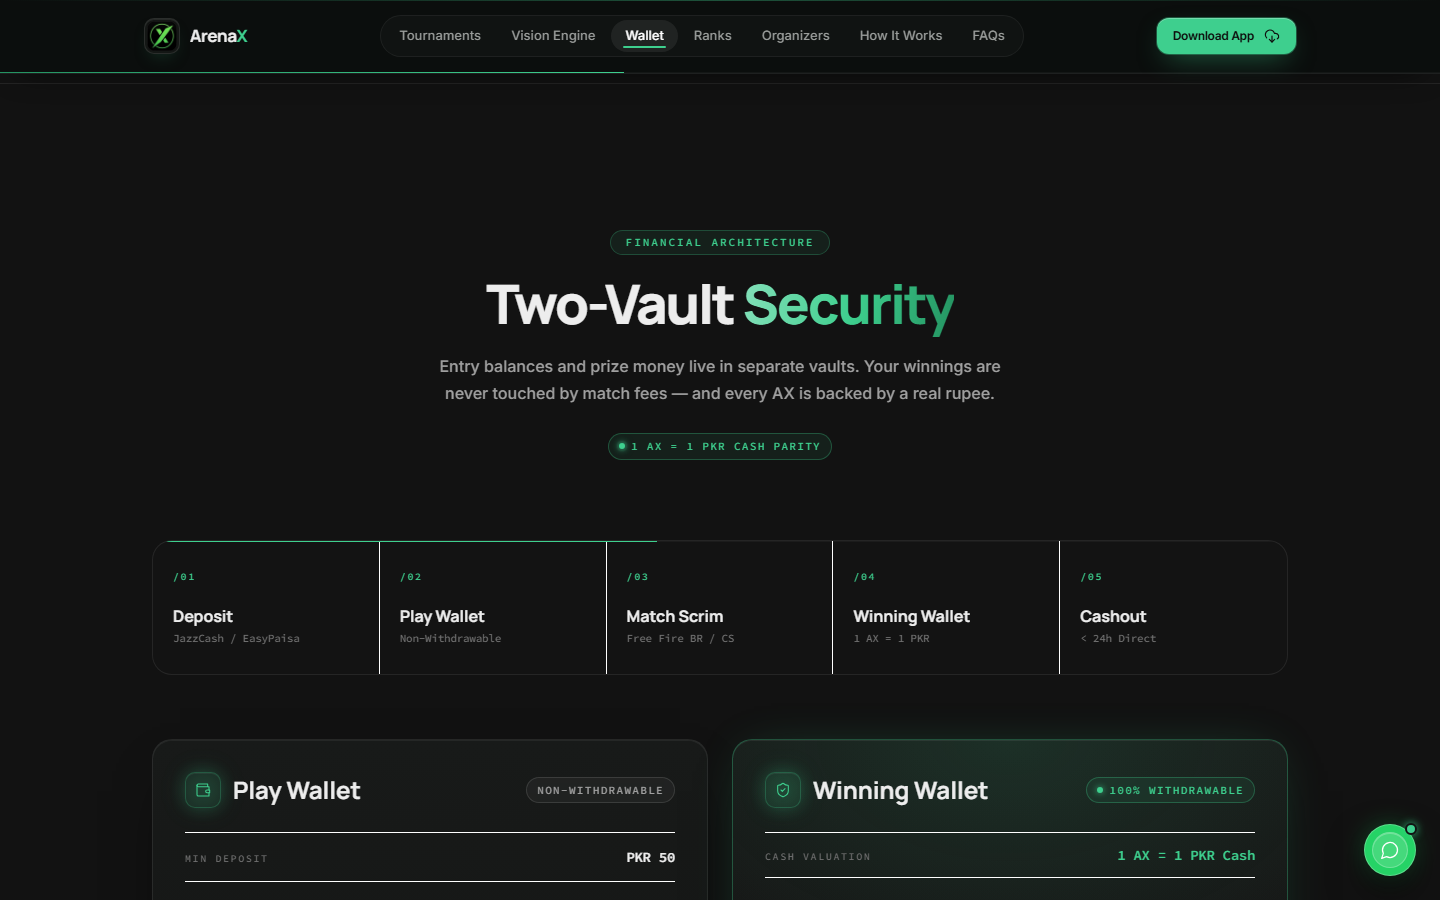 ArenaX
Tournaments
Vision Engine
Wallet
Ranks
Organizers
How It Works
FAQs
Download App
FINANCIAL ARCHITECTURE
Two-Vault Security
Entry balances and prize money live in separate vaults. Your winnings are
never touched by match fees — and every AX is backed by a real rupee.
1 AX = 1 PKR CASH PARITY
/01
Deposit
JazzCash / EasyPaisa
/02
Play Wallet
Non-Withdrawable
/03
Match Scrim
Free Fire BR / CS
/04
Winning Wallet
1 AX = 1 PKR
/05
Cashout
< 24h Direct
Play Wallet
NON-WITHDRAWABLE
MIN DEPOSIT
PKR 50
Winning Wallet
100% WITHDRAWABLE
CASH VALUATION
1 AX = 1 PKR Cash